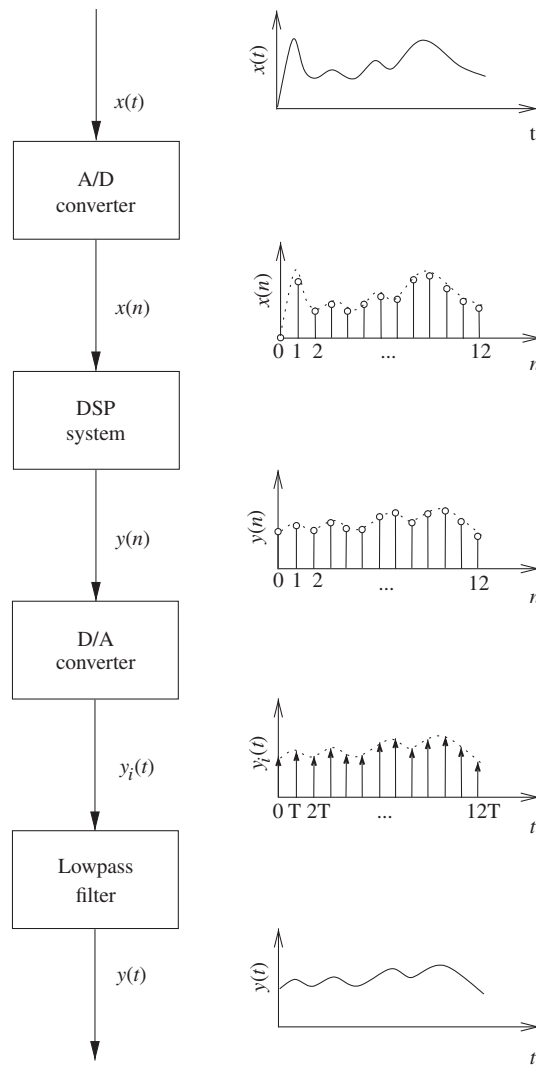 x(t)
A/D
converter
x(n)
DSP
system
y(n)
D/A
converter
y_i(t)
Lowpass
filter
y(t)
x(t)
t
x(n)
0 1 2 ... 12
n
y(n)
0 1 2 ... 12
n
y_i(t)
0 T 2T ... 12T
t
y(t)
t